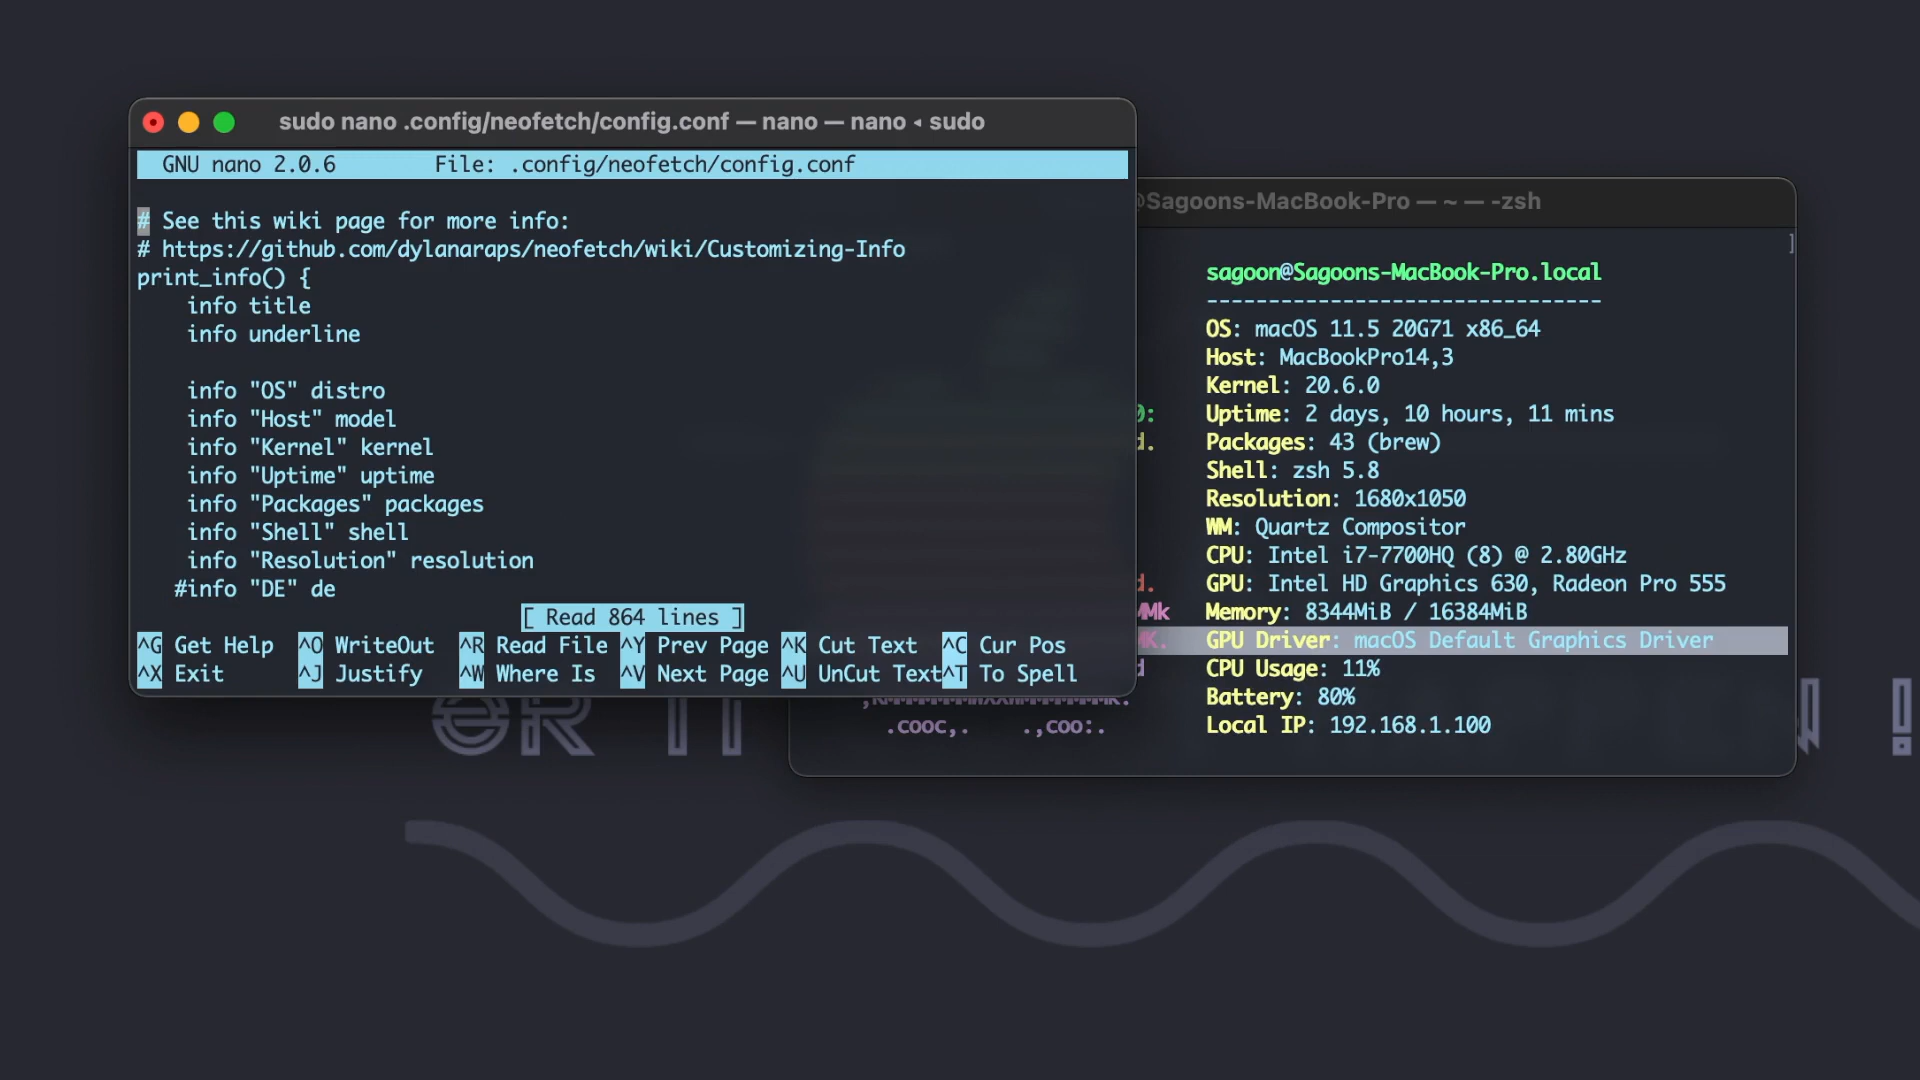 sudo nano .config/neofetch/config.conf — nano — nano ◂ sudo
GNU nano 2.0.6 File: .config/neofetch/config.conf
# See this wiki page for more info:
# https://github.com/dylanaraps/neofetch/wiki/Customizing-Info
print_info() {
info title
info underline
info "OS" distro
info "Host" model
info "Kernel" kernel
info "Uptime" uptime
info "Packages" packages
info "Shell" shell
info "Resolution" resolution
#info "DE" de
[ Read 864 lines ]
^G Get Help ^O WriteOut ^R Read File ^Y Prev Page ^K Cut Text ^C Cur Pos
^X Exit ^J Justify ^W Where Is ^V Next Page ^U UnCut Text ^T To Spell
@Sagoons-MacBook-Pro — ~ — -zsh
sagoon@Sagoons-MacBook-Pro.local
--------------------------------
OS: macOS 11.5 20G71 x86_64
Host: MacBookPro14,3
Kernel: 20.6.0
Uptime: 2 days, 10 hours, 11 mins
Packages: 43 (brew)
Shell: zsh 5.8
Resolution: 1680x1050
WM: Quartz Compositor
CPU: Intel i7-7700HQ (8) @ 2.80GHz
GPU: Intel HD Graphics 630, Radeon Pro 555
Memory: 8344MiB / 16384MiB
GPU Driver: macOS Default Graphics Driver
CPU Usage: 11%
Battery: 80%
Local IP: 192.168.1.100
.cooc,. .,coo:.